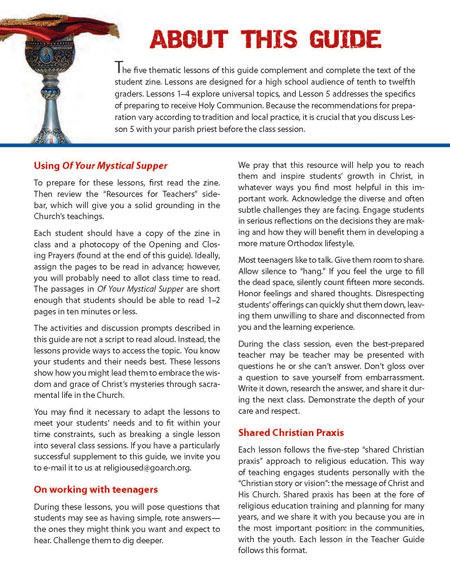 ABOUT THIS GUIDE
The five thematic lessons of this guide complement and complete the text of the
student zine. Lessons are designed for a high school audience of tenth to twelfth
graders. Lessons 1–4 explore universal topics, and Lesson 5 addresses the specifics
of preparing to receive Holy Communion. Because the recommendations for prepa-
ration vary according to tradition and local practice, it is crucial that you discuss Les-
son 5 with your parish priest before the class session.
Using Of Your Mystical Supper
To prepare for these lessons, first read the zine.
Then review the “Resources for Teachers” side-
bar, which will give you a solid grounding in the
Church’s teachings.
Each student should have a copy of the zine in
class and a photocopy of the Opening and Clos-
ing Prayers (found at the end of this guide). Ideally,
assign the pages to be read in advance; however,
you will probably need to allot class time to read.
The passages in Of Your Mystical Supper are short
enough that students should be able to read 1–2
pages in ten minutes or less.
The activities and discussion prompts described in
this guide are not a script to read aloud. Instead, the
lessons provide ways to access the topic. You know
your students and their needs best. These lessons
show how you might lead them to embrace the wis-
dom and grace of Christ’s mysteries through sacra-
mental life in the Church.
You may find it necessary to adapt the lessons to
meet your students’ needs and to fit within your
time constraints, such as breaking a single lesson
into several class sessions. If you have a particularly
successful supplement to this guide, we invite you
to e-mail it to us at religioused@goarch.org.
On working with teenagers
During these lessons, you will pose questions that
students may see as having simple, rote answers—
the ones they might think you want and expect to
hear. Challenge them to dig deeper.
We pray that this resource will help you to reach
them and inspire students’ growth in Christ, in
whatever ways you find most helpful in this im-
portant work. Acknowledge the diverse and often
subtle challenges they are facing. Engage students
in serious reflections on the decisions they are mak-
ing and how they will benefit them in developing a
more mature Orthodox lifestyle.
Most teenagers like to talk. Give them room to share.
Allow silence to “hang.” If you feel the urge to fill
the dead space, silently count fifteen more seconds.
Honor feelings and shared thoughts. Disrespecting
students’ offerings can quickly shut them down, leav-
ing them unwilling to share and disconnected from
you and the learning experience.
During the class session, even the best-prepared
teacher may be teacher may be presented with
questions he or she can’t answer. Don’t gloss over
a question to save yourself from embarrassment.
Write it down, research the answer, and share it dur-
ing the next class. Demonstrate the depth of your
care and respect.
Shared Christian Praxis
Each lesson follows the five-step “shared Christian
praxis” approach to religious education. This way
of teaching engages students personally with the
“Christian story or vision”: the message of Christ and
His Church. Shared praxis has been at the fore of
religious education training and planning for many
years, and we share it with you because you are in
the most important position: in the communities,
with the youth. Each lesson in the Teacher Guide
follows this format.